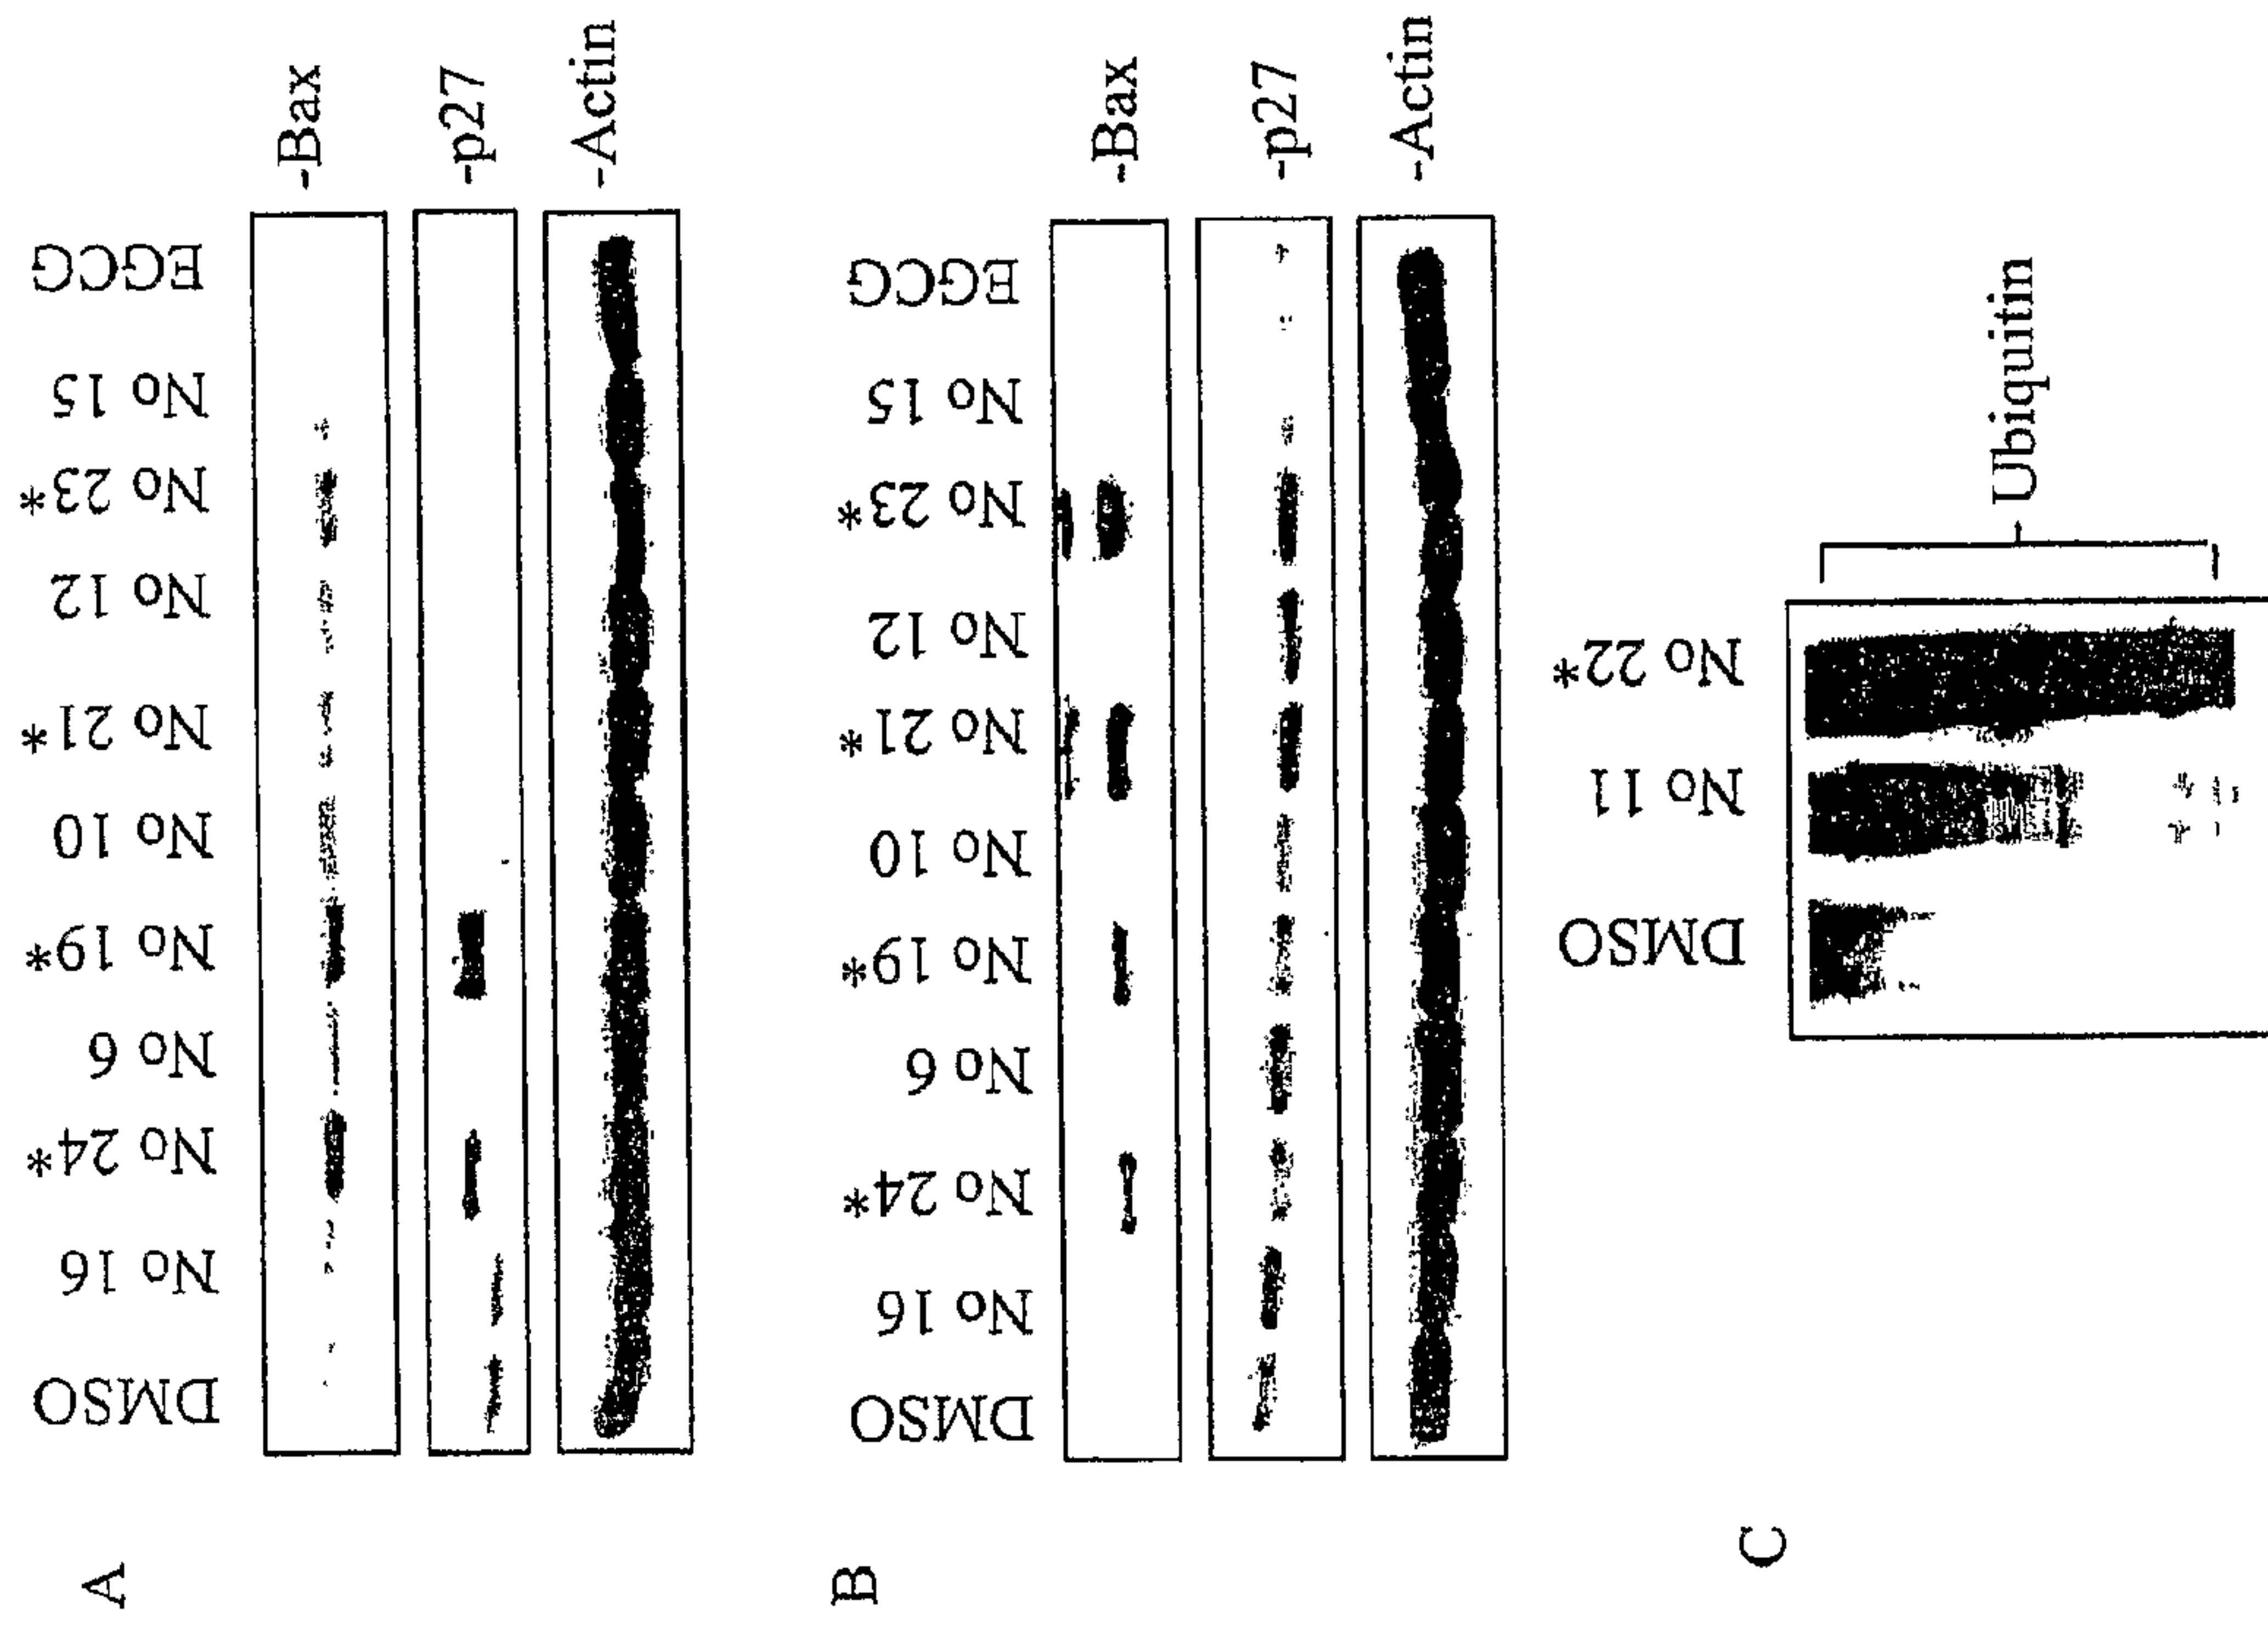 A
DMSO
No 16
No 24*
No 6
No 19*
No 10
No 21*
No 12
No 23*
No 15
EGCG
-Bax
-p27
-Actin
B
DMSO
No 16
No 24*
No 6
No 19*
No 10
No 21*
No 12
No 23*
No 15
EGCG
-Bax
-p27
-Actin
C
DMSO
No 11
No 22*
Ubiquitin